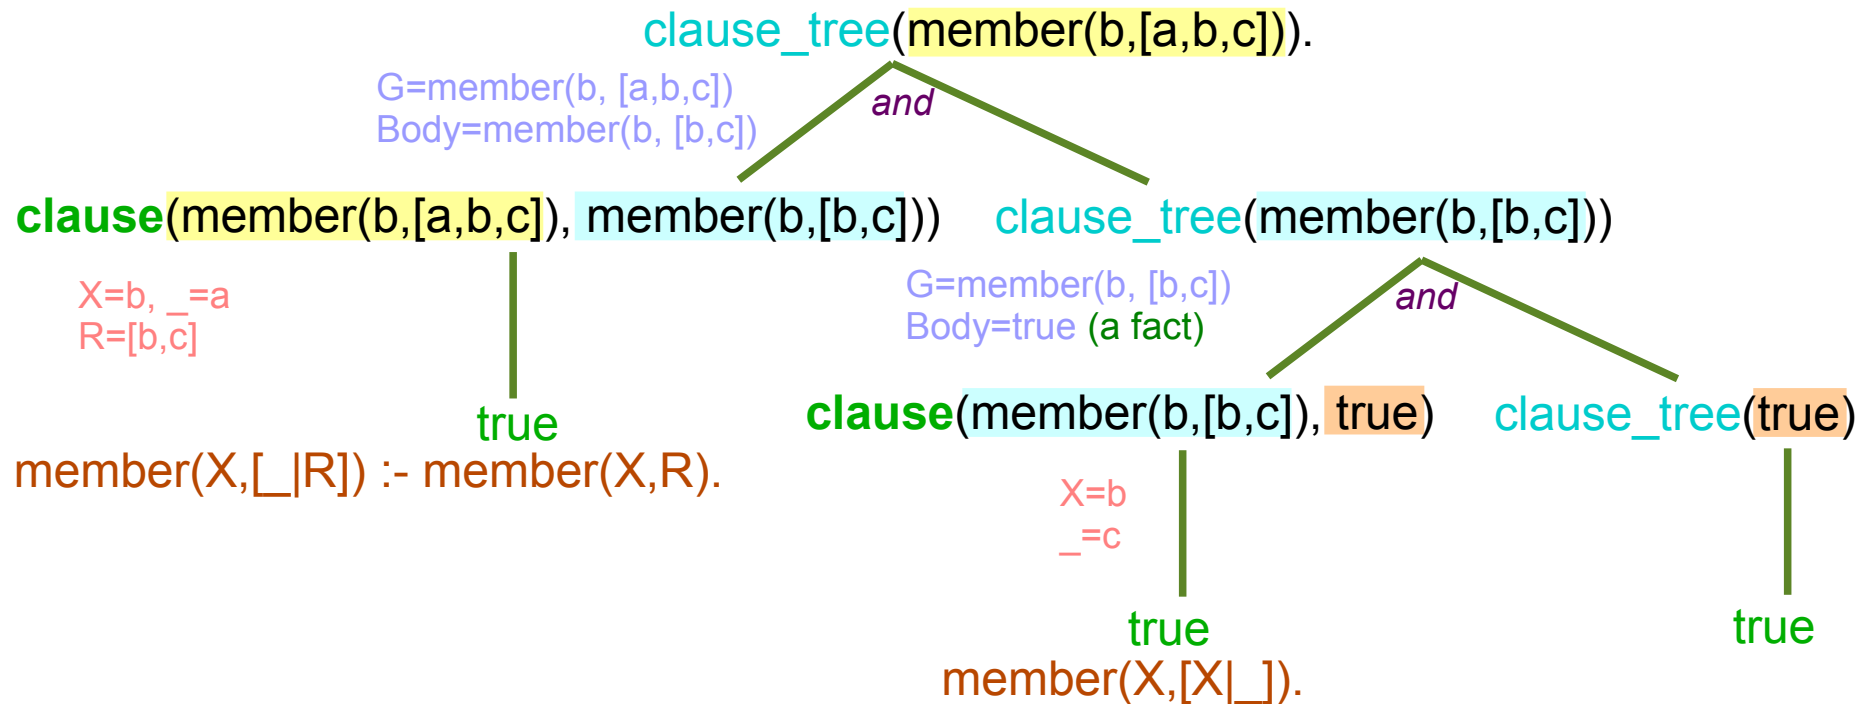 clause_tree(member(b,[a,b,c])).
G=member(b, [a,b,c])
Body=member(b, [b,c])
and
clause(member(b,[a,b,c]), member(b,[b,c]))
clause_tree(member(b,[b,c]))
X=b, _=a
R=[b,c]
G=member(b, [b,c])
Body=true (a fact)
and
true
member(X,[_|R]) :- member(X,R).
clause(member(b,[b,c]), true)
clause_tree(true)
X=b
_=c
true
member(X,[X|_]).
true